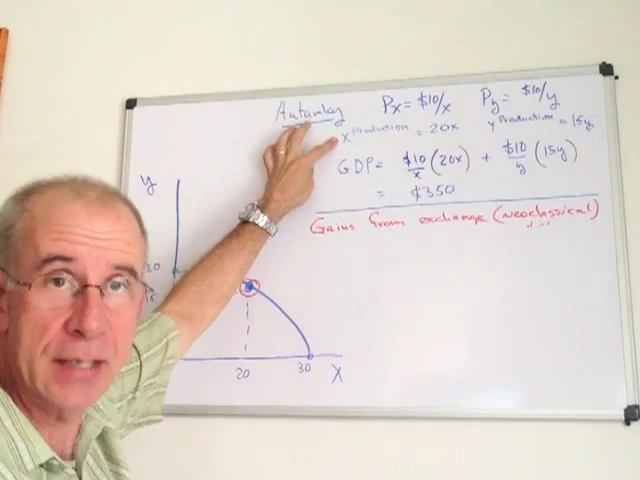 Autarky Px = $10/x Py = $10/y
x Production = 20x y Production = 15y
GDP = $10/x (20x) + $10/y (15y)
= $350
Gains from exchange (neoclassical)
y
20
15
20 30 X